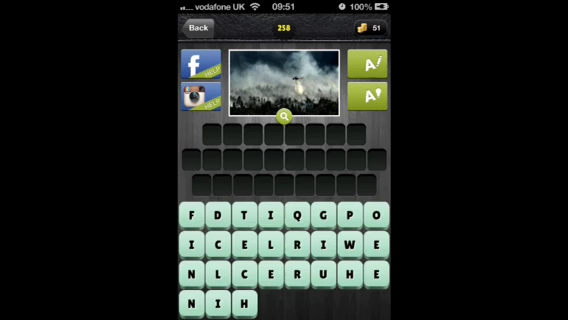 vodafone UK 09:51 100%
Back 258 51
f HELP A
HELP A
F D T I Q G P O
I C E L R I W E
N L C E R U H E
N I H